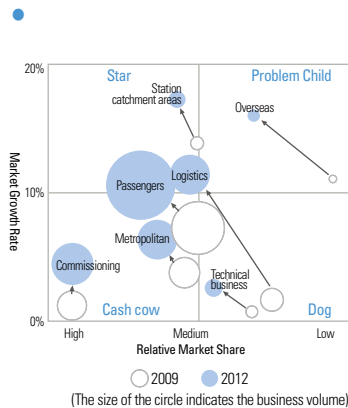 20%
Star
Problem Child
Station
catchment areas
Overseas
Market Growth Rate
Passengers
Logistics
10%
Metropolitan
Commissioning
Technical
business
Cash cow
Dog
0%
High
Medium
Low
Relative Market Share
2009
2012
(The size of the circle indicates the business volume)